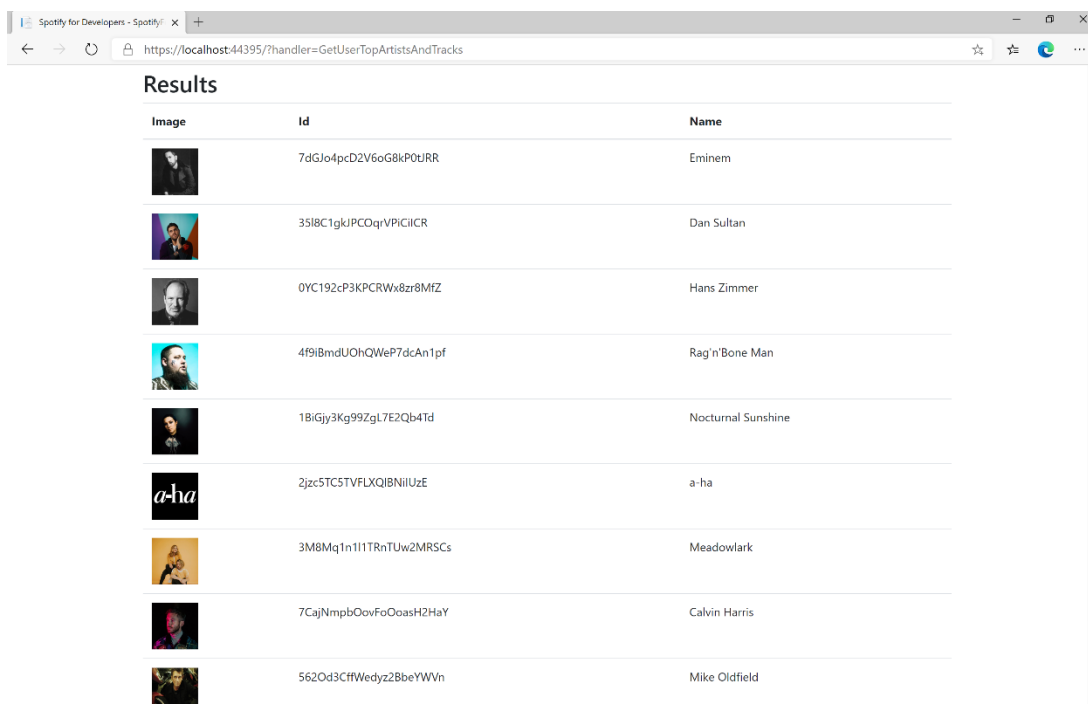 Spotify for Developers - Spotify
https://localhost:44395/?handler=GetUserTopArtistsAndTracks
Results
Image Id Name
7dGJo4pcD2V6oG8kP0tJRR Eminem
35l8C1gkJPCOqrVPiCiICR Dan Sultan
0YC192cP3KPCRWx8zr8MfZ Hans Zimmer
4f9iBmdUOhQWeP7dcAn1pf Rag'n'Bone Man
1BiGjy3Kg99ZgL7E2Qb4Td Nocturnal Sunshine
a-ha
2jzc5TC5TVFLXQlBNiIUzE a-ha
3M8Mq1n1l1TRnTUw2MRSCs Meadowlark
7CajNmpbOovFoOoasH2HaY Calvin Harris
562Od3CffWedyz2BbeYWVn Mike Oldfield